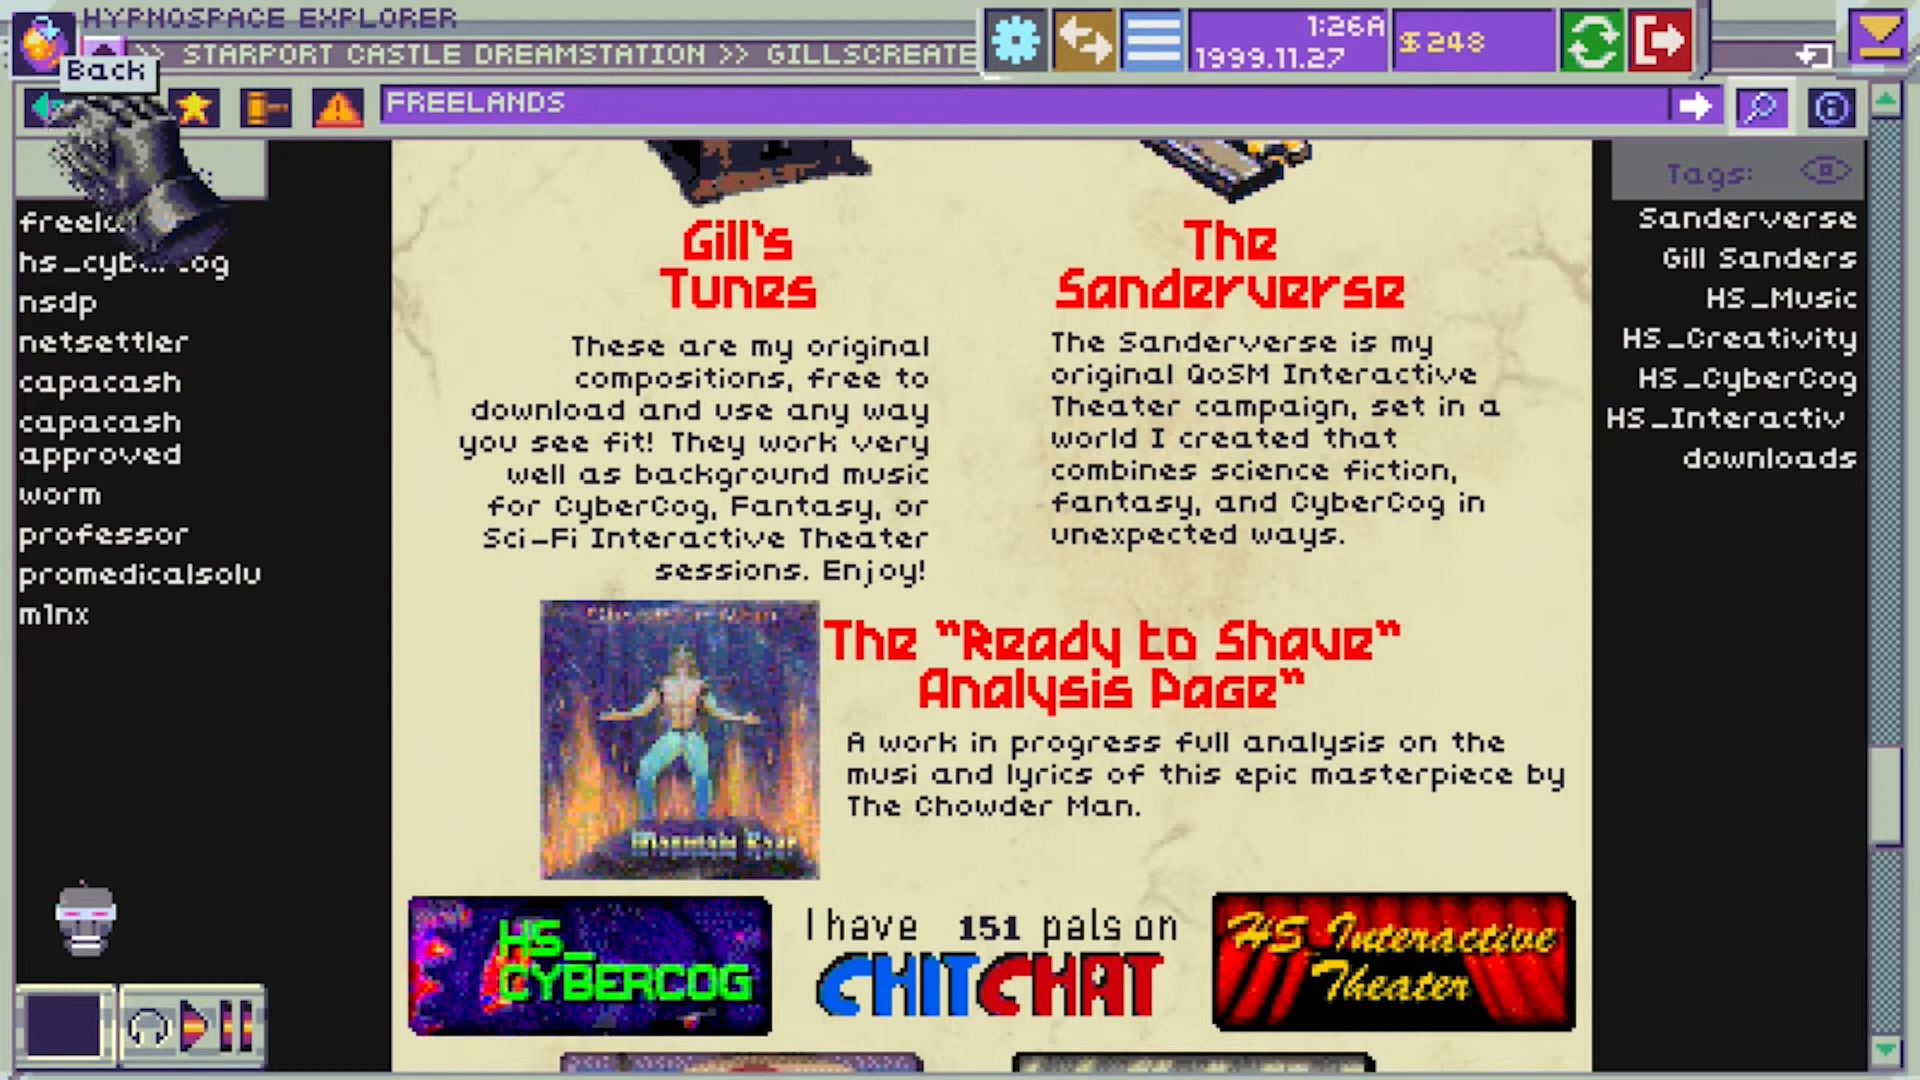 HYPNOSPACE EXPLORER
>> STARPORT CASTLE DREAMSTATION >> GILLSCREATE
Back
1:26A
1999.11.27
$248
FREELANDS
hs_cyb
nsdp
netsettler
capacash
capacash
approved
worm
professor
promedicalsolu
m1nx
Gill's
Tunes
These are my original
compositions, free to
download and use any way
you see fit! They work very
well as background music
for CyberCog, Fantasy, or
Sci-Fi Interactive Theater
sessions. Enjoy!
The
Sanderverse
The Sanderverse is my
original QoSM Interactive
Theater campaign, set in a
world I created that
combines science fiction,
fantasy, and CyberCog in
unexpected ways.
The "Ready to Shave"
Analysis Page"
A work in progress full analysis on the
musi and lyrics of this epic masterpiece by
The Chowder Man.
HS_
CYBERCOG
I have 151 pals on
CHITCHAT
HS_Interactive
Theater
Tags:
Sanderverse
Gill Sanders
HS_Music
HS_Creativity
HS_CyberCog
HS_Interactiv
downloads